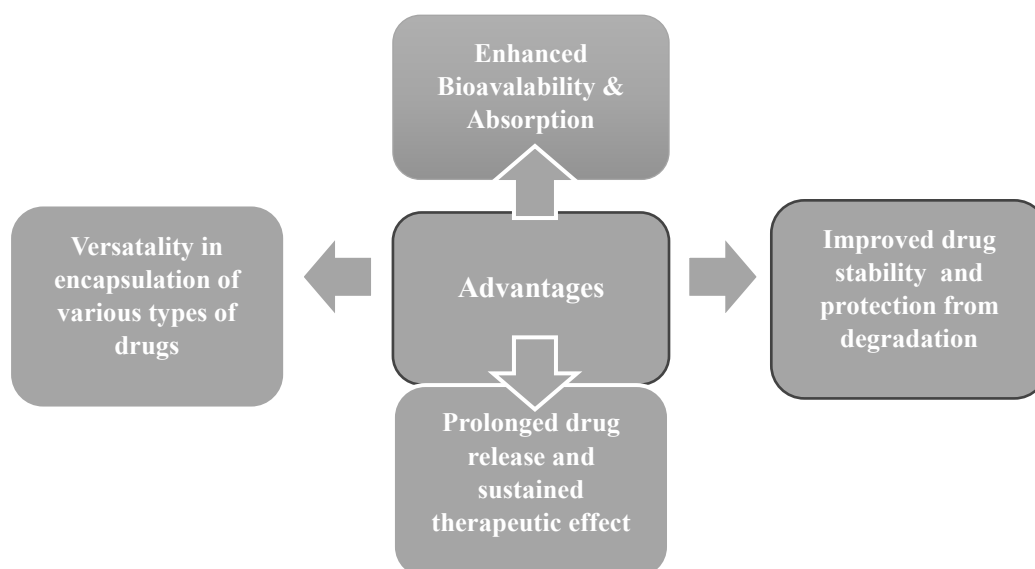 Enhanced
Bioavalability &
Absorption
Versatality in
encapsulation of
various types of
drugs
Advantages
Improved drug
stability and
protection from
degradation
Prolonged drug
release and
sustained
therapeutic effect